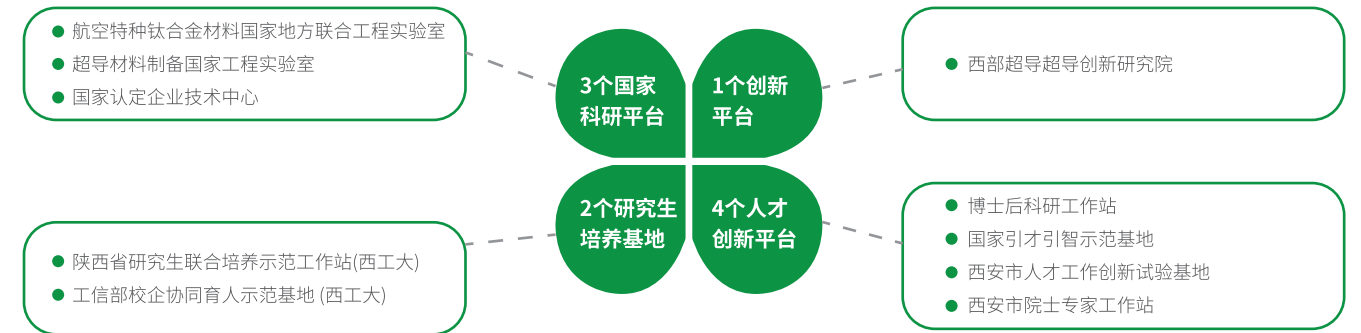 航空特种钛合金材料国家地方联合工程实验室
超导材料制备国家工程实验室
国家认定企业技术中心
3个国家
科研平台
1个创新
平台
西部超导超导创新研究院
2个研究生
培养基地
4个人才
创新平台
陕西省研究生联合培养示范工作站(西工大)
工信部校企协同育人示范基地 (西工大)
博士后科研工作站
国家引才引智示范基地
西安市人才工作创新试验基地
西安市院士专家工作站